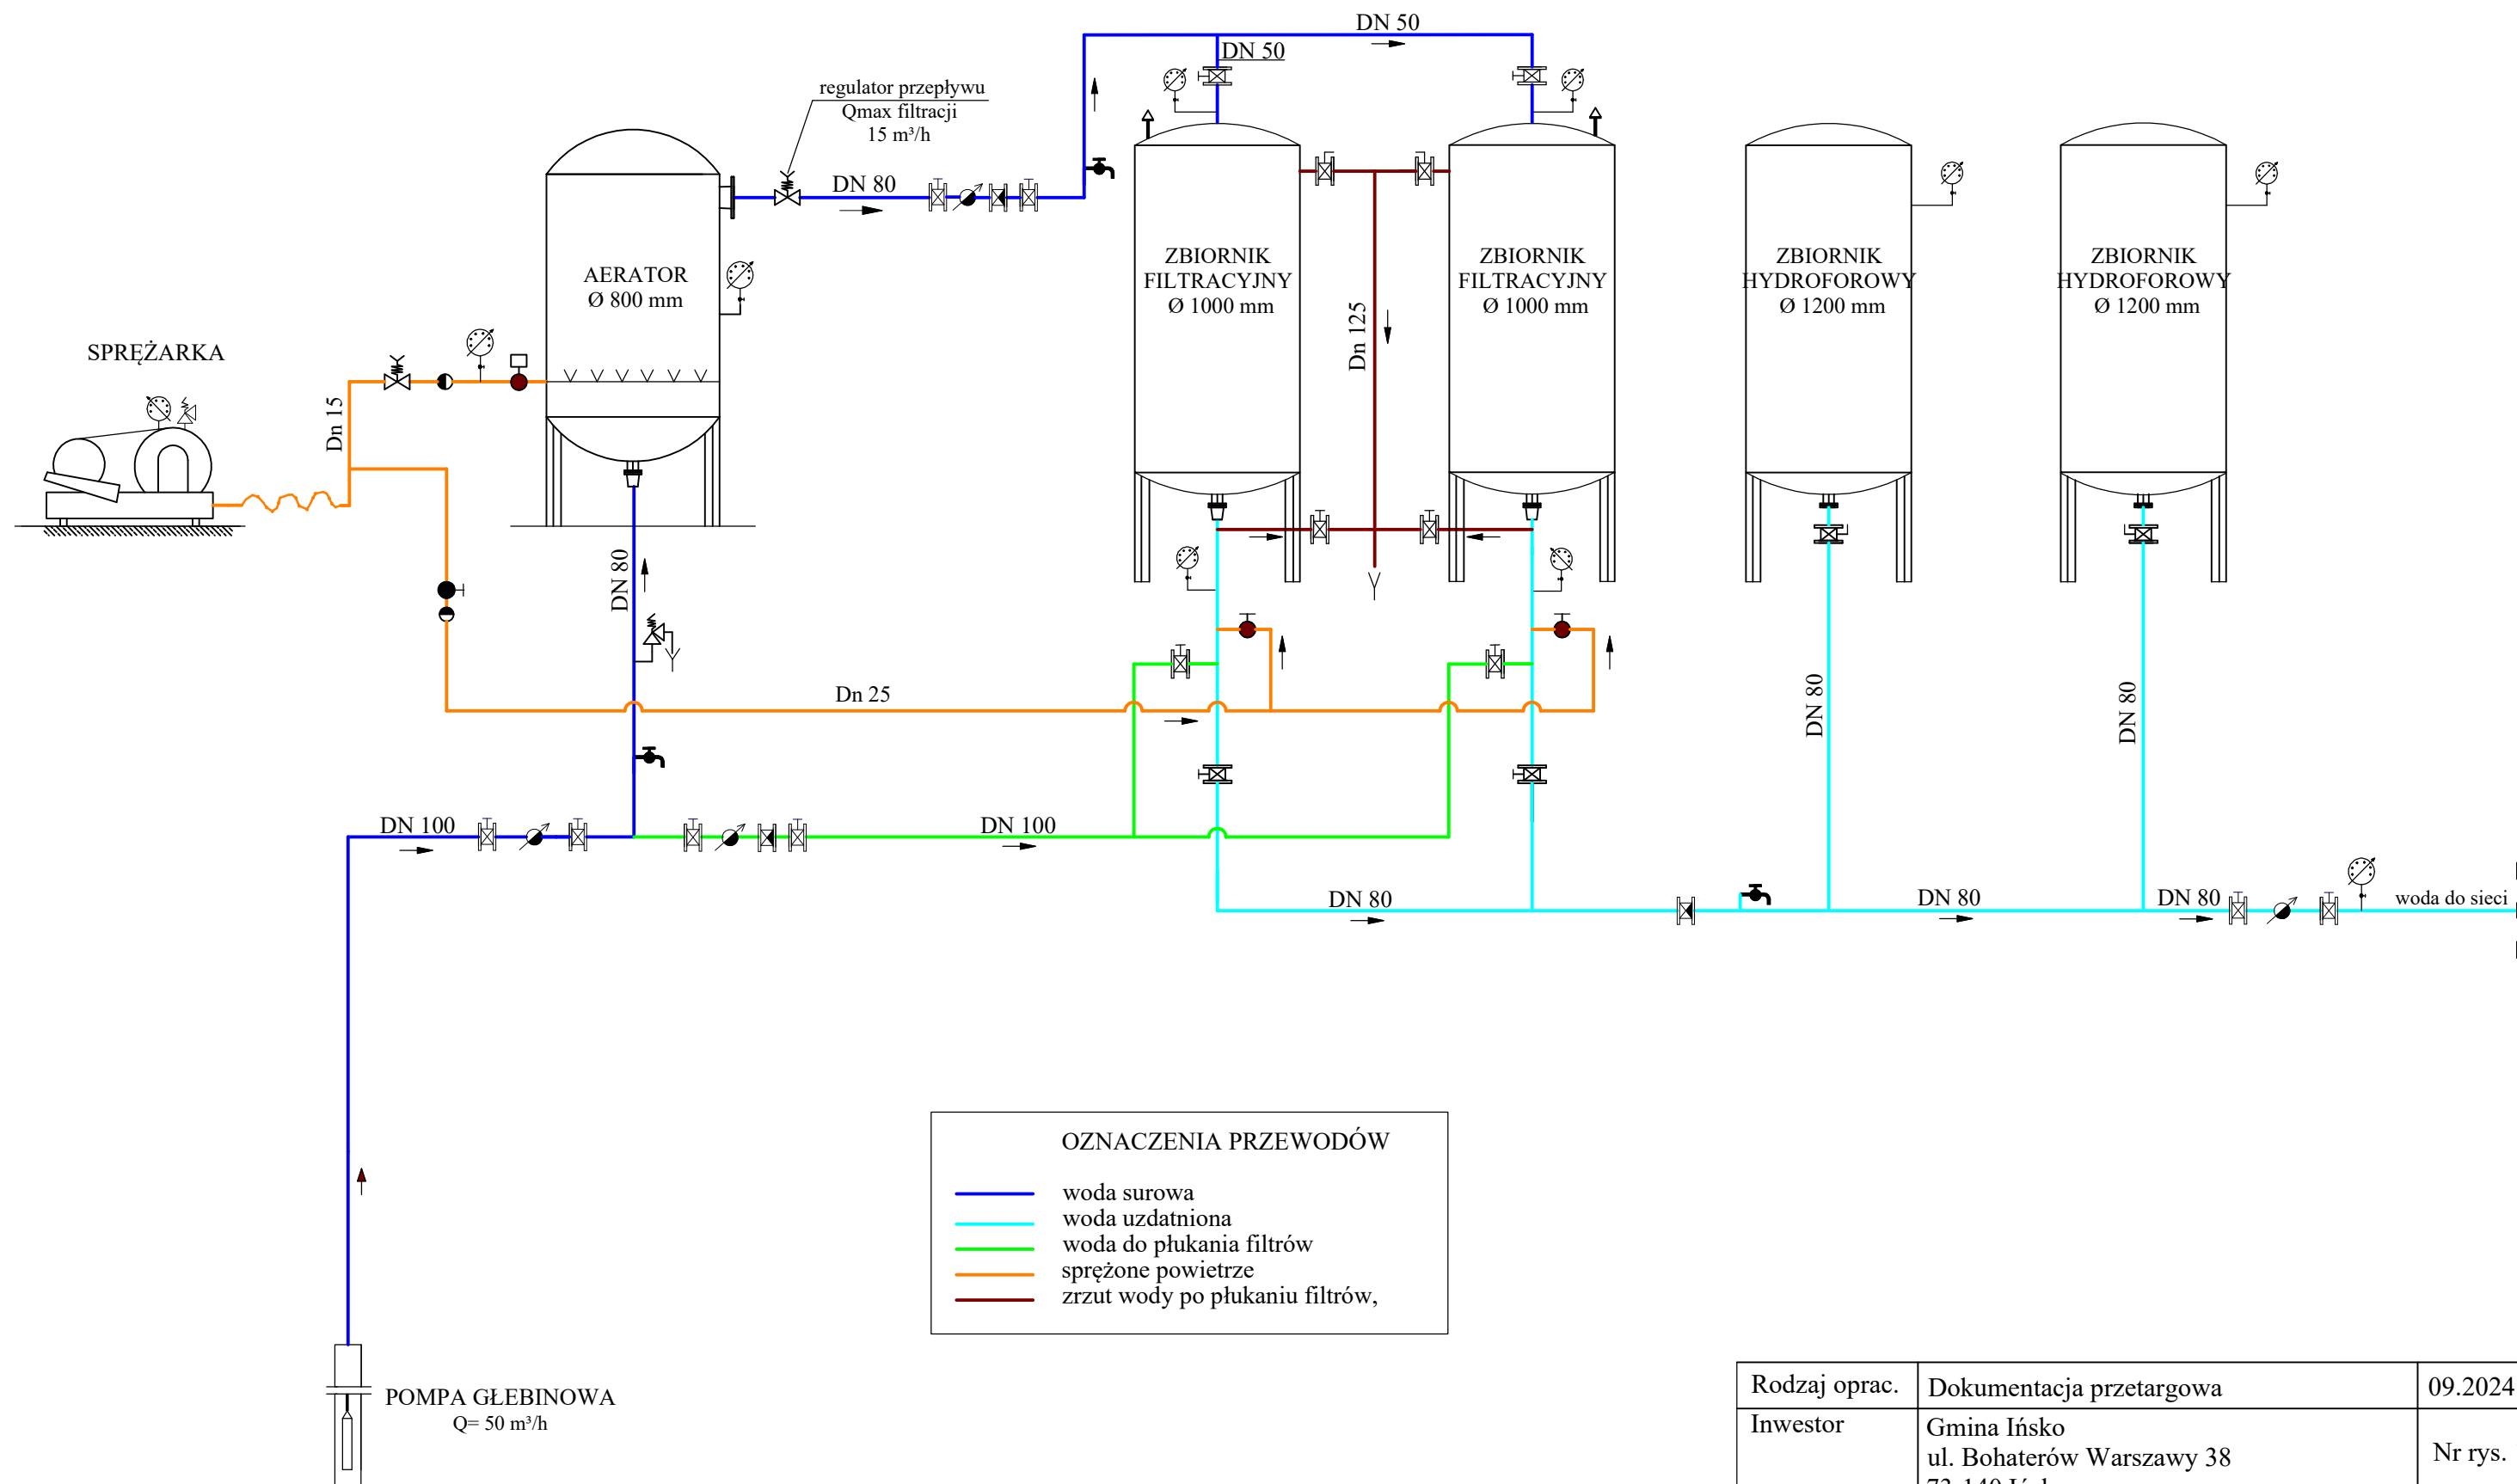 DN 50
DN 50
regulator przepływu
Qmax filtracji
15 m³/h
DN 80
AERATOR
Ø 800 mm
ZBIORNIK
FILTRACYJNY
Ø 1000 mm
ZBIORNIK
FILTRACYJNY
Ø 1000 mm
ZBIORNIK
HYDROFOROWY
Ø 1200 mm
ZBIORNIK
HYDROFOROWY
Ø 1200 mm
Dn 125
SPRĘŻARKA
Dn 15
DN 80
Dn 25
DN 80
DN 80
DN 100
DN 100
DN 80
DN 80
DN 80
woda do sieci
OZNACZENIA PRZEWODÓW
woda surowa
woda uzdatniona
woda do płukania filtrów
sprężone powietrze
zrzut wody po płukaniu filtrów,
POMPA GŁEBINOWA
Q= 50 m³/h
Rodzaj oprac.
Dokumentacja przetargowa
09.2024
Inwestor
Gmina Ińsko
ul. Bohaterów Warszawy 38
Nr rys.